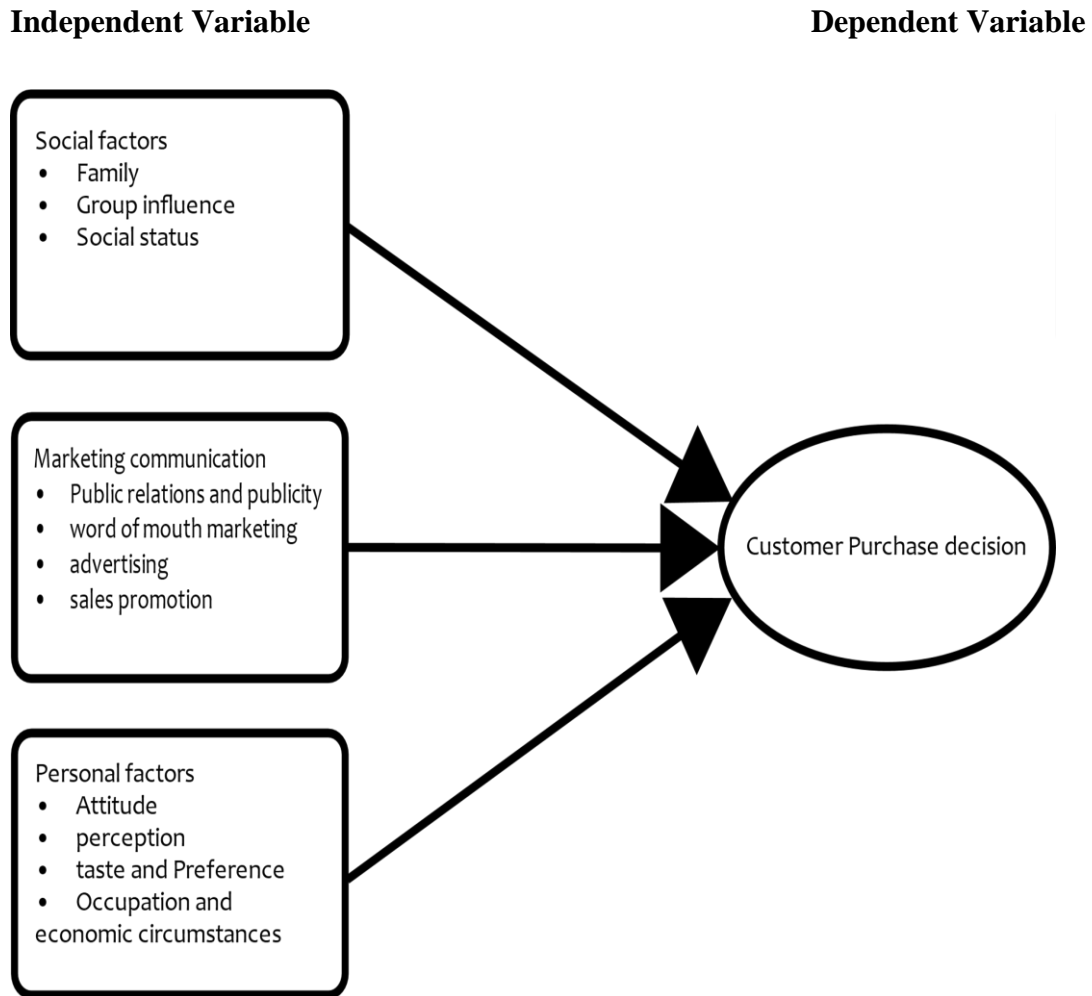 Independent Variable
Dependent Variable
Social factors
• Family
• Group influence
• Social status
Marketing communication
• Public relations and publicity
• word of mouth marketing
• advertising
• sales promotion
Customer Purchase decision
Personal factors
• Attitude
• perception
• taste and Preference
• Occupation and
economic circumstances